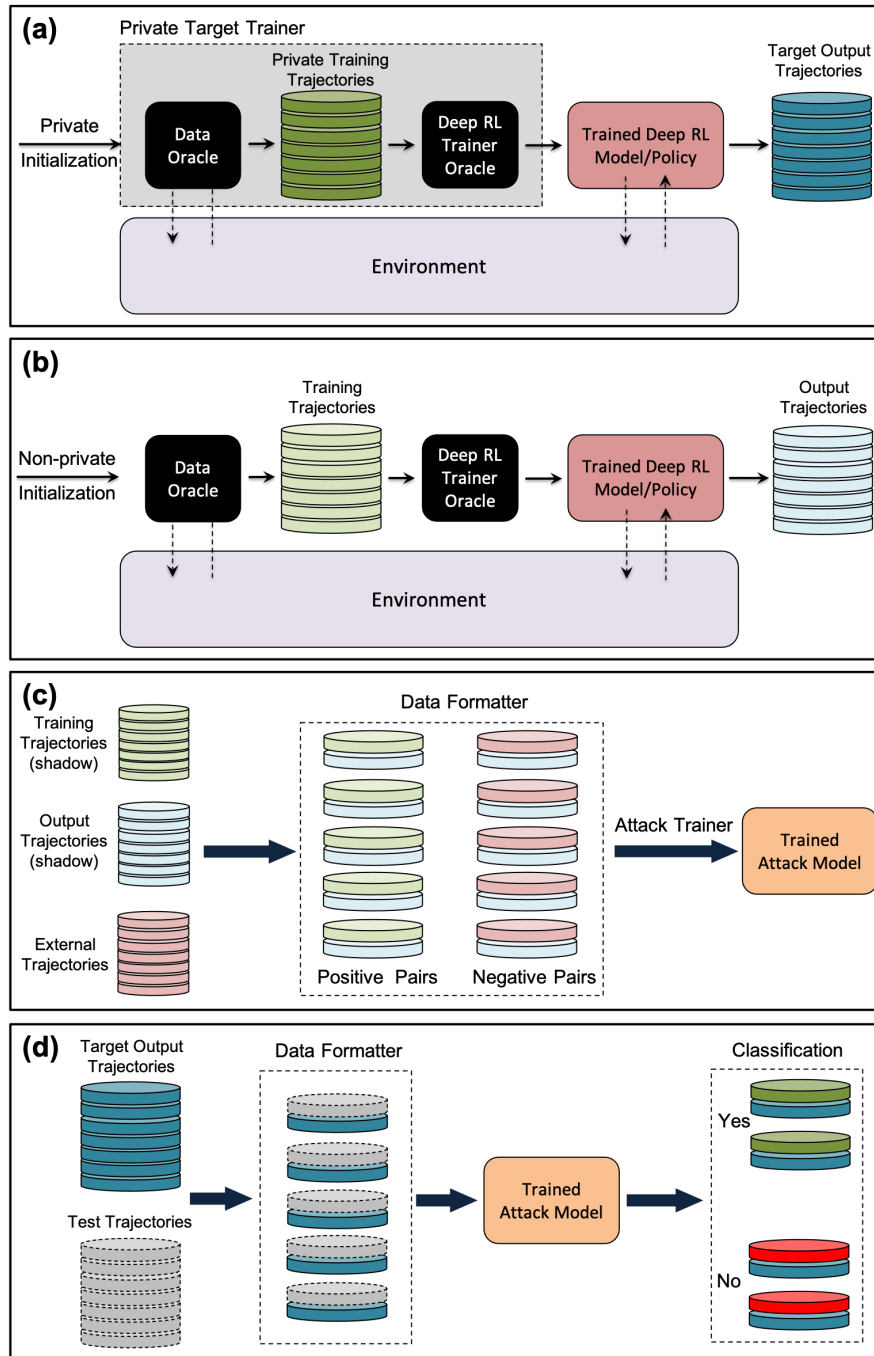 (a)
Private Target Trainer
Private Training
Trajectories
Target Output
Trajectories
Private
Initialization
Data
Oracle
Deep RL
Trainer
Oracle
Trained Deep RL
Model/Policy
Environment
(b)
Training
Trajectories
Output
Trajectories
Non-private
Initialization
Data
Oracle
Deep RL
Trainer
Oracle
Trained Deep RL
Model/Policy
Environment
(c)
Data Formatter
Training
Trajectories
(shadow)
Output
Trajectories
(shadow)
External
Trajectories
Positive Pairs
Negative Pairs
Attack Trainer
Trained
Attack Model
(d)
Target Output
Trajectories
Test Trajectories
Data Formatter
Trained
Attack Model
Classification
Yes
No